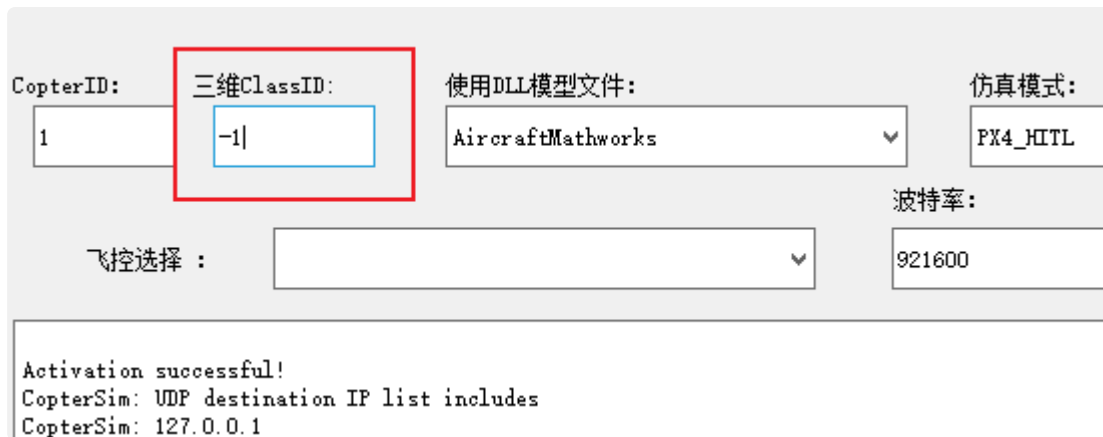 CopterID: 三维ClassID: 使用DLL模型文件: 仿真模式:
1 -1 AircraftMathworks PX4_HITL
波特率:
飞控选择 : 921600
Activation successful!
CopterSim: UDP destination IP list includes
CopterSim: 127.0.0.1